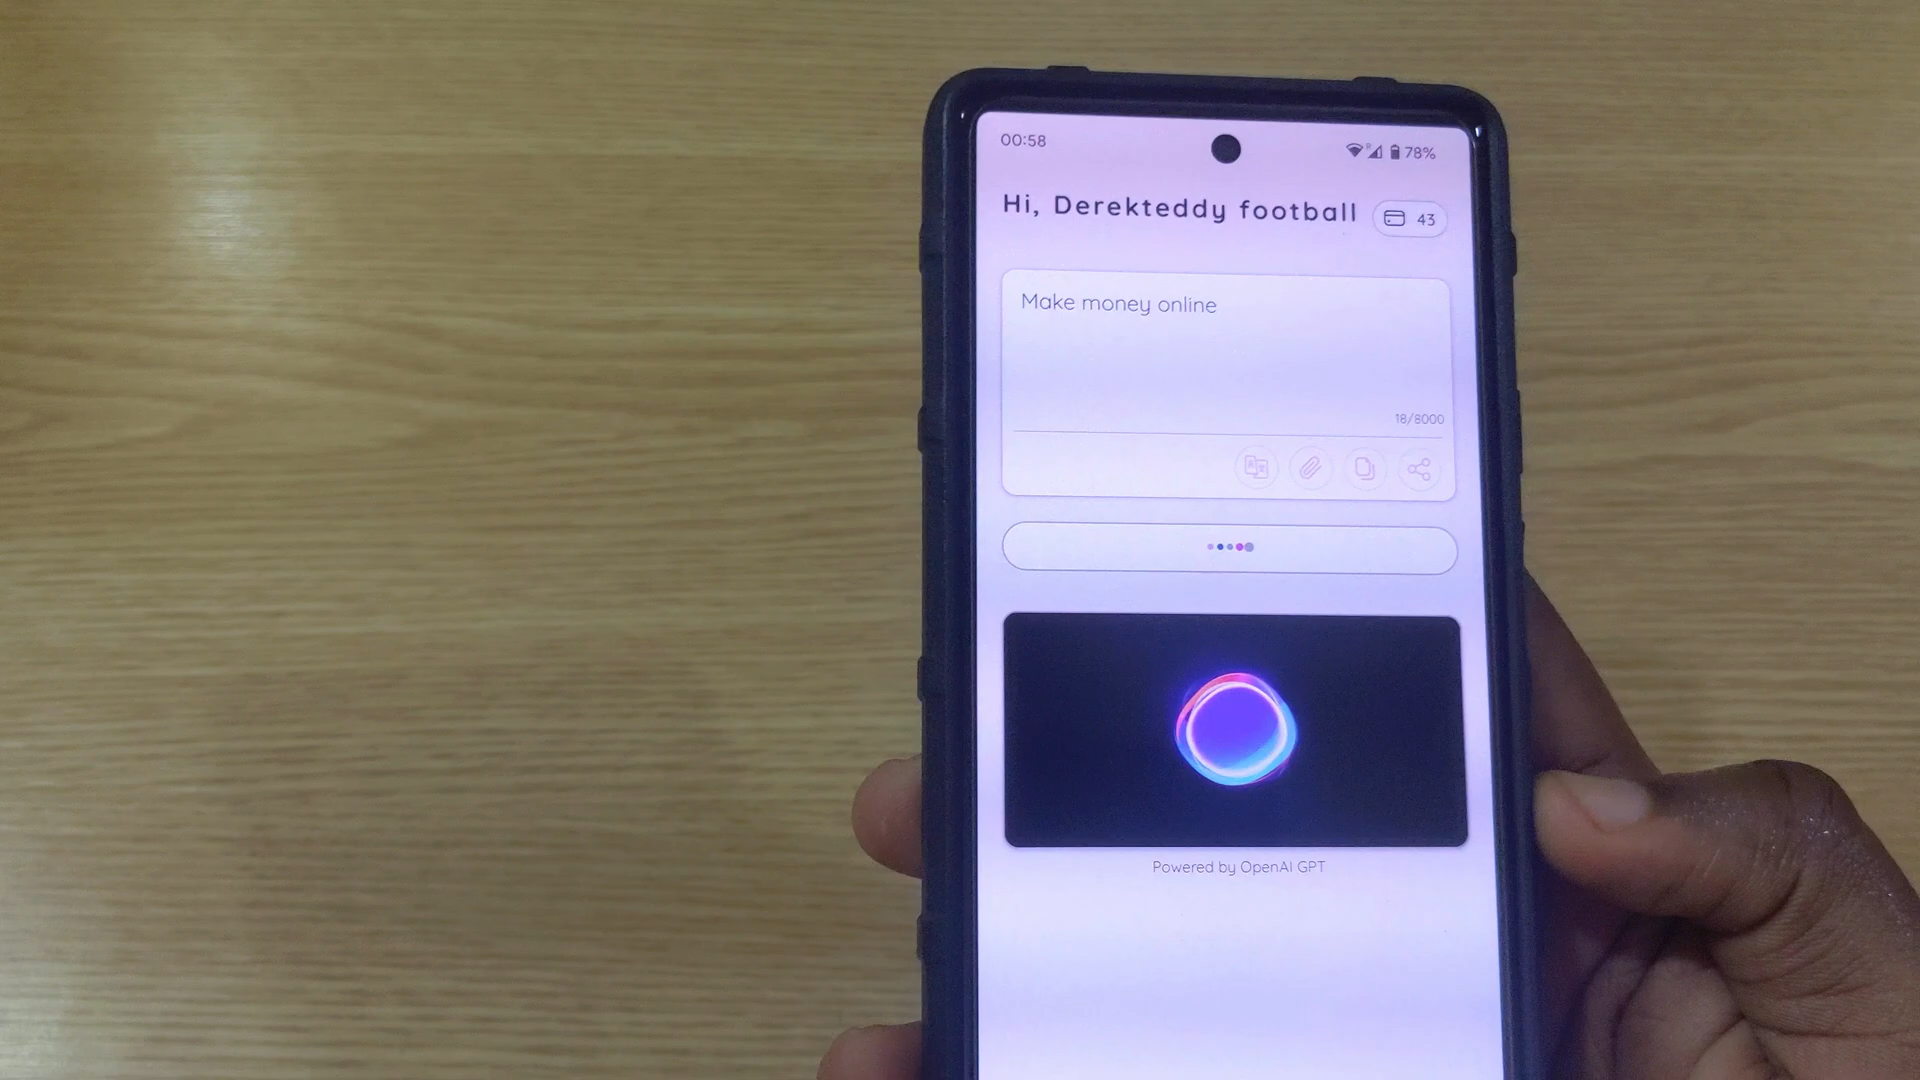 00:58
78%
Hi, Derekteddy football
43
Make money online
18/8000
Powered by OpenAI GPT